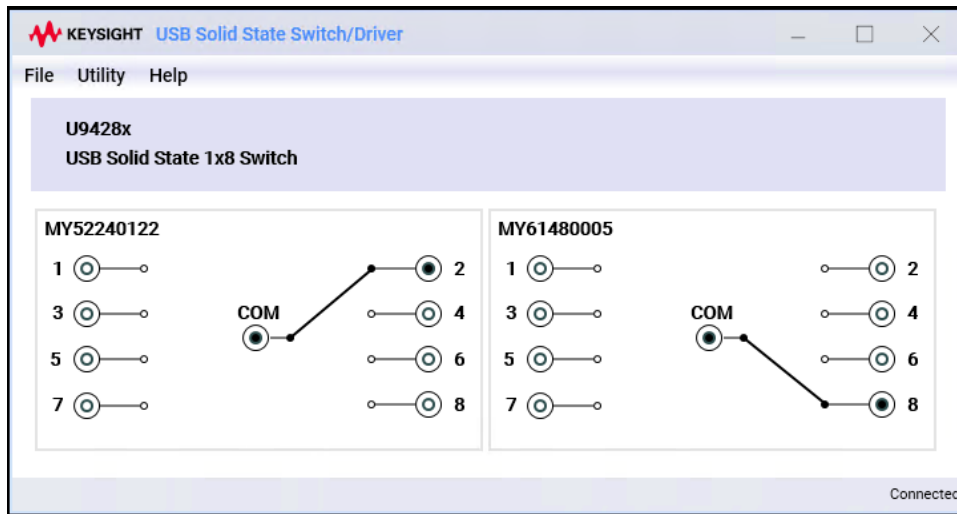 KEYSIGHT USB Solid State Switch/Driver
File Utility Help
U9428x
USB Solid State 1x8 Switch
MY52240122
1 2
3 COM 4
5 6
7 8
MY61480005
1 2
3 COM 4
5 6
7 8
Connected